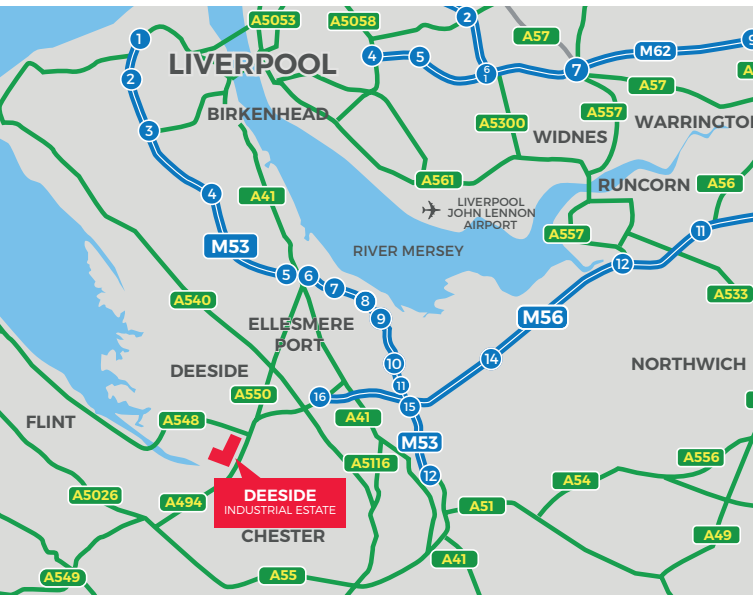 A5053
A5058
2
A57
1
LIVERPOOL
4
5
6
1
7
M62
9
2
A57
BIRKENHEAD
A5300
A557
WARRINGTO
3
WIDNES
A561
RUNCORN
A56
4
A41
LIVERPOOL
JOHN LENNON
AIRPORT
M53
RIVER MERSEY
A557
11
5
6
7
12
A540
8
A533
9
M56
ELLESMERE
PORT
10
14
DEESIDE
NORTHWICH
11
A550
16
15
FLINT
A548
A41
M53
A5116
12
A556
A54
DEESIDE
INDUSTRIAL ESTATE
A5026
A494
A51
CHESTER
A49
A41
A549
A55